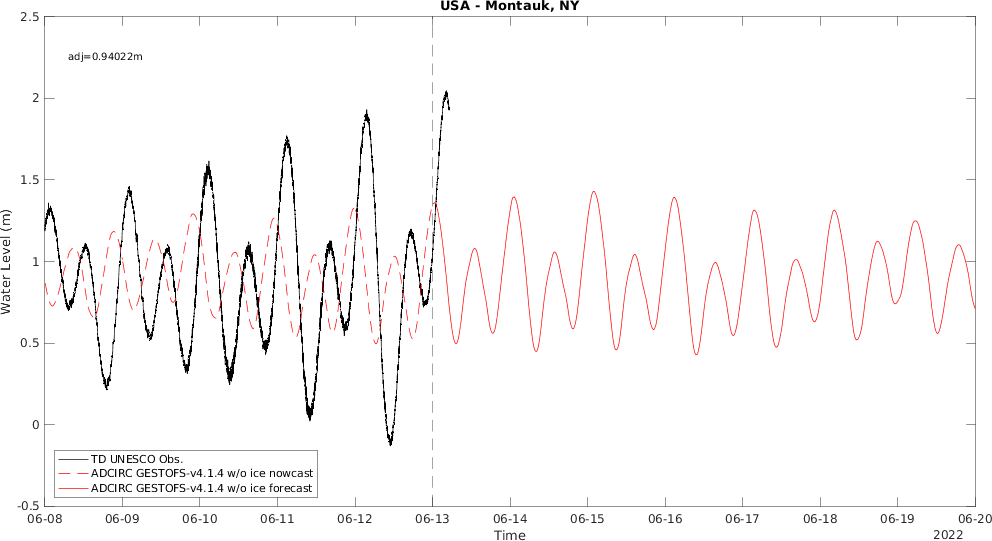 USA - Montauk, NY
adj=0.94022m
Water Level (m)
2.5
2
1.5
1
0.5
0
-0.5
TD UNESCO Obs.
ADCIRC GESTOFS-v4.1.4 w/o ice nowcast
ADCIRC GESTOFS-v4.1.4 w/o ice forecast
06-08 06-09 06-10 06-11 06-12 06-13 06-14 06-15 06-16 06-17 06-18 06-19 06-20
Time
2022